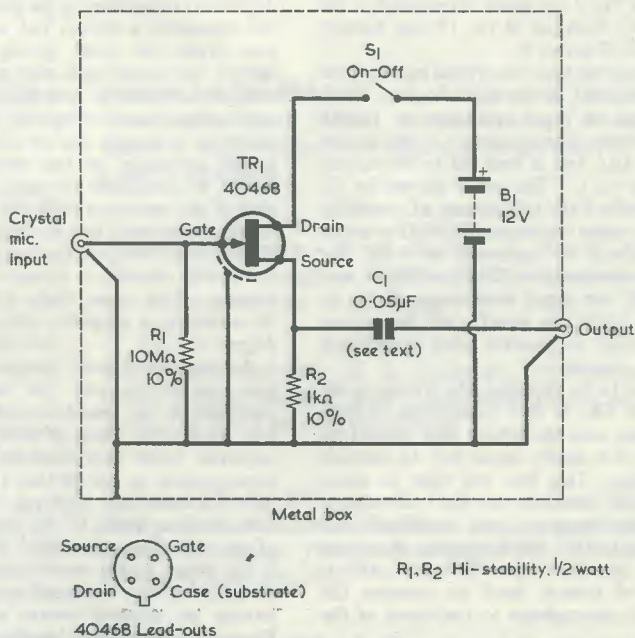 S1
On-Off
TR1
40468
Crystal
mic.
input
Gate
Drain
Source
+
B1
12V
C1
0·05µF
(see text)
Output
R1
10MΩ
10%
R2
1kΩ
10%
Metal box
Source
Gate
Drain
Case (substrate)
40468 Lead-outs
R1, R2 Hi-stability, 1/2 watt